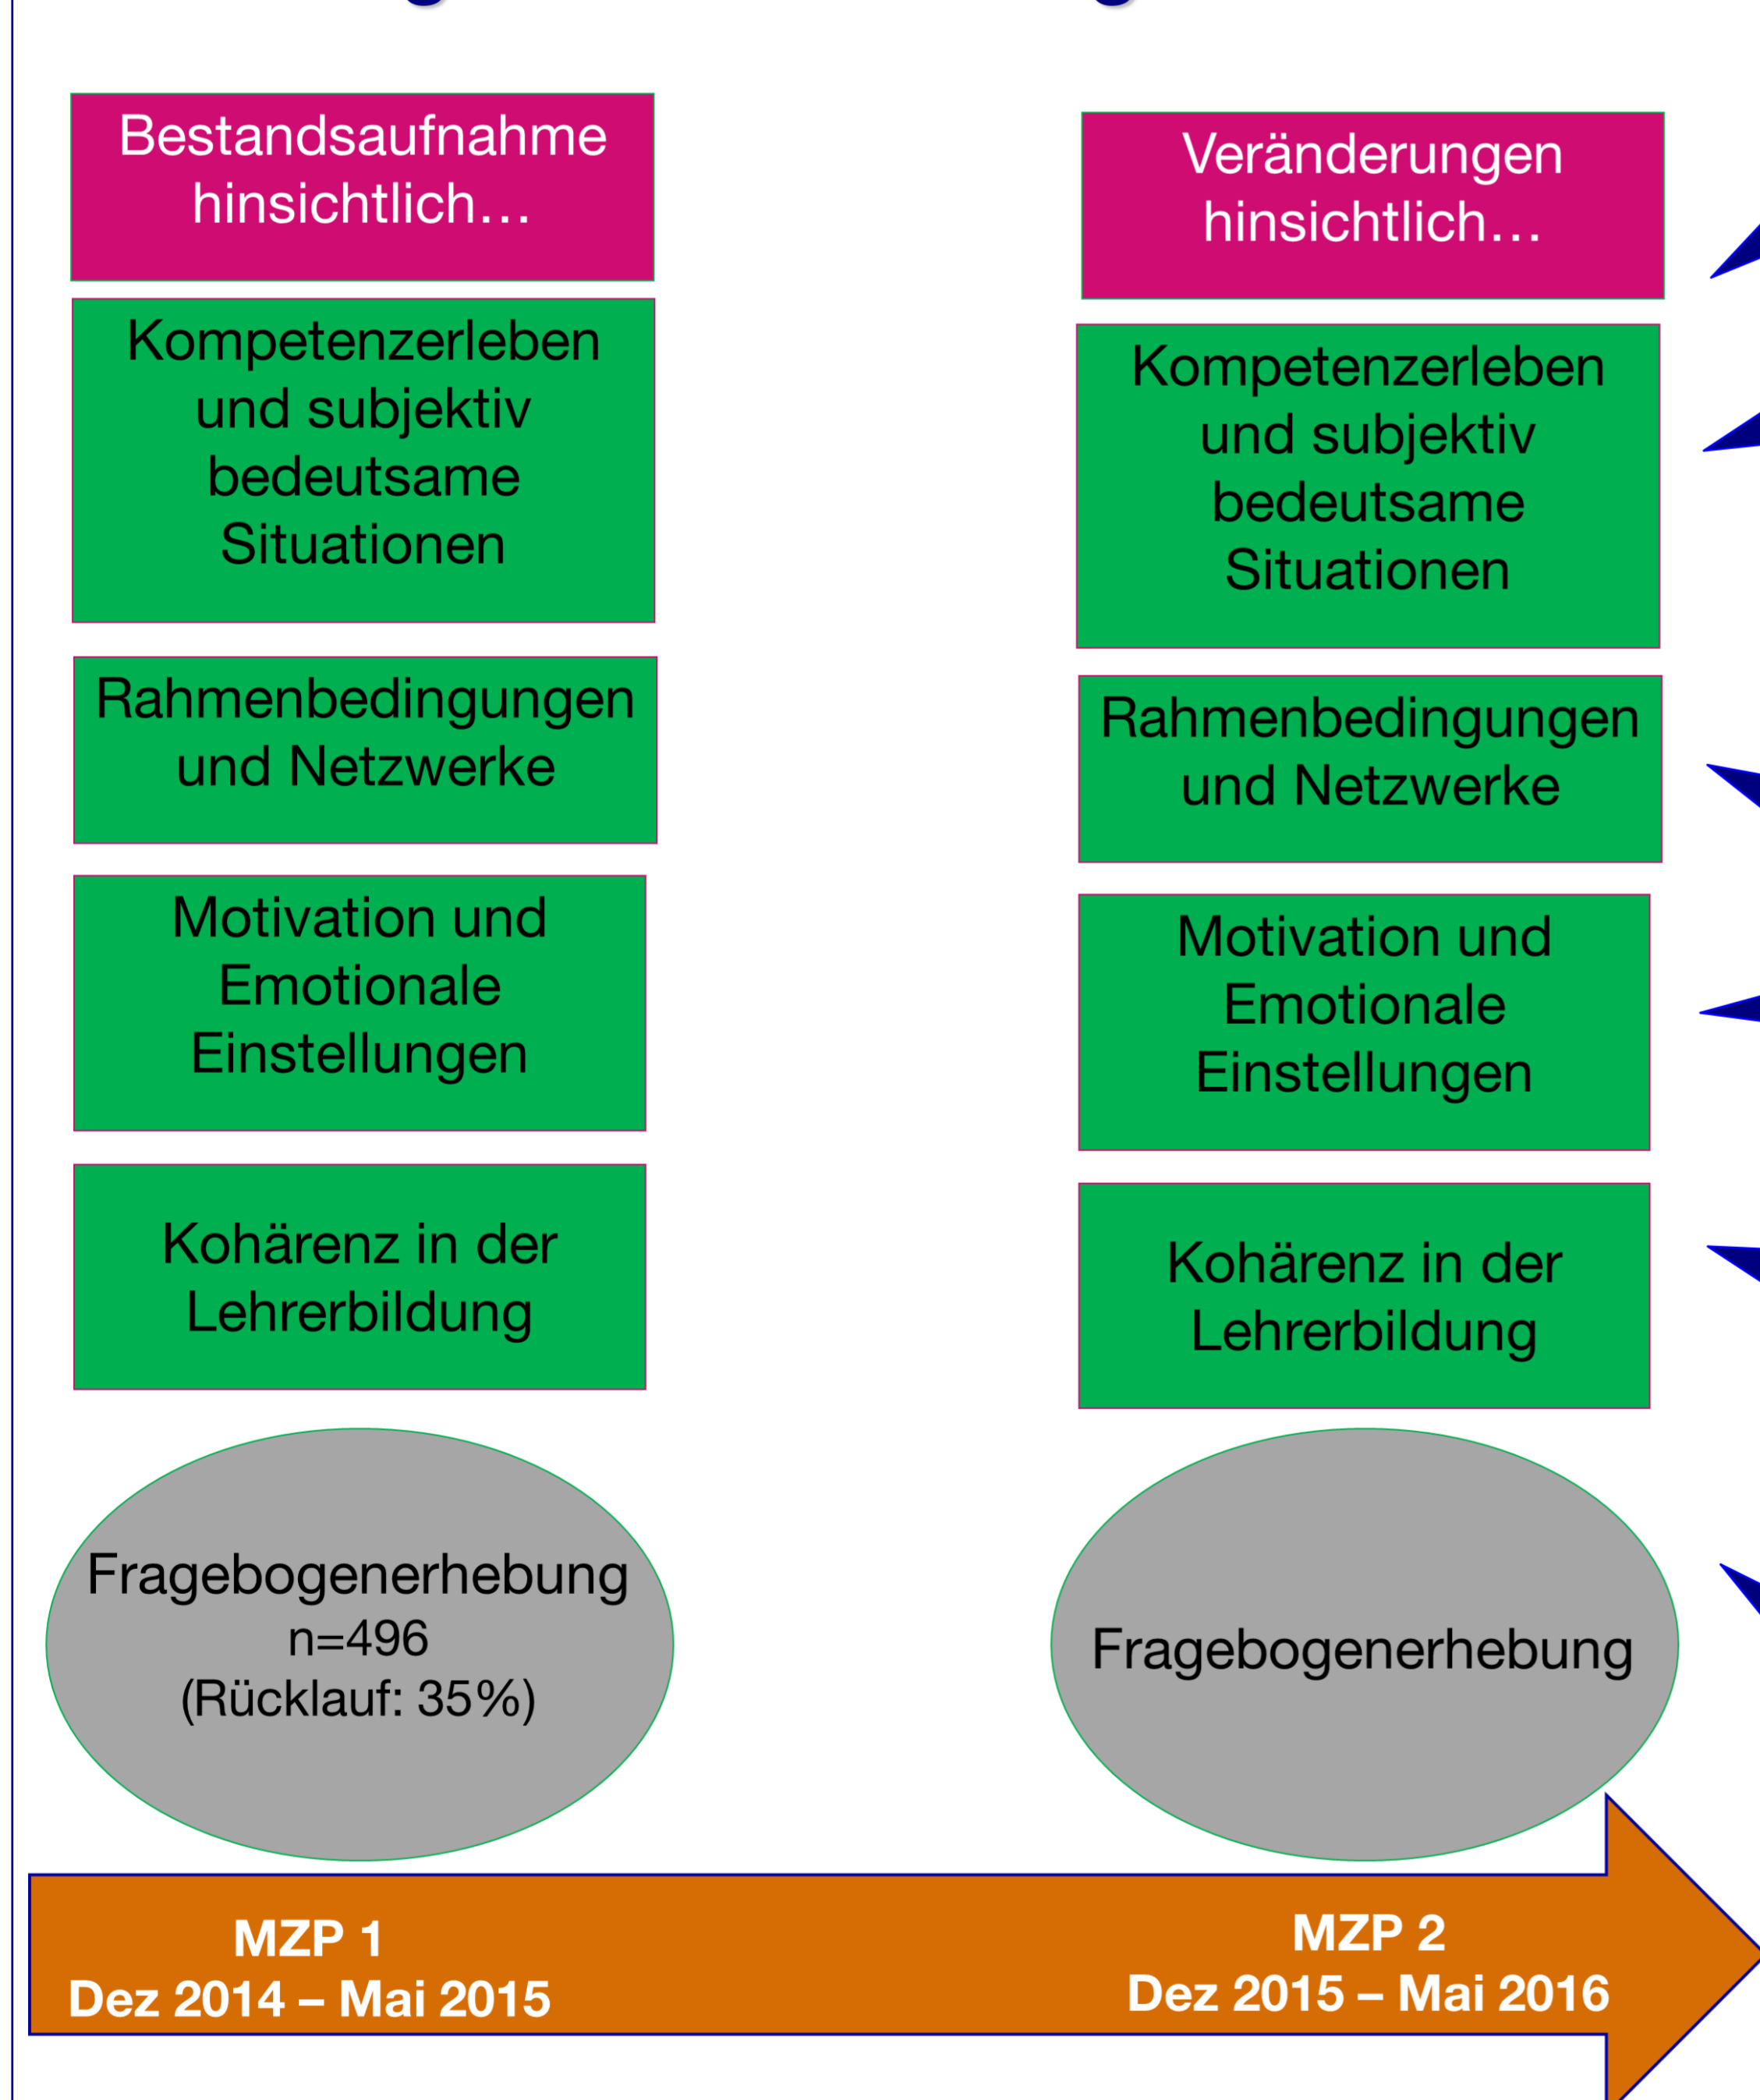 Bestandsaufnahme
hinsichtlich…
Kompetenzerleben
und subjektiv
bedeutsame
Situationen
Rahmenbedingungen
und Netzwerke
Motivation und
Emotionale
Einstellungen
Kohärenz in der
Lehrerbildung
Fragebogenerhebung
n=496
(Rücklauf: 35%)
MZP 1
Dez 2014 – Mai 2015
Veränderungen
hinsichtlich…
Kompetenzerleben
und subjektiv
bedeutsame
Situationen
Rahmenbedingungen
und Netzwerke
Motivation und
Emotionale
Einstellungen
Kohärenz in der
Lehrerbildung
Fragebogenerhebung
MZP 2
Dez 2015 – Mai 2016